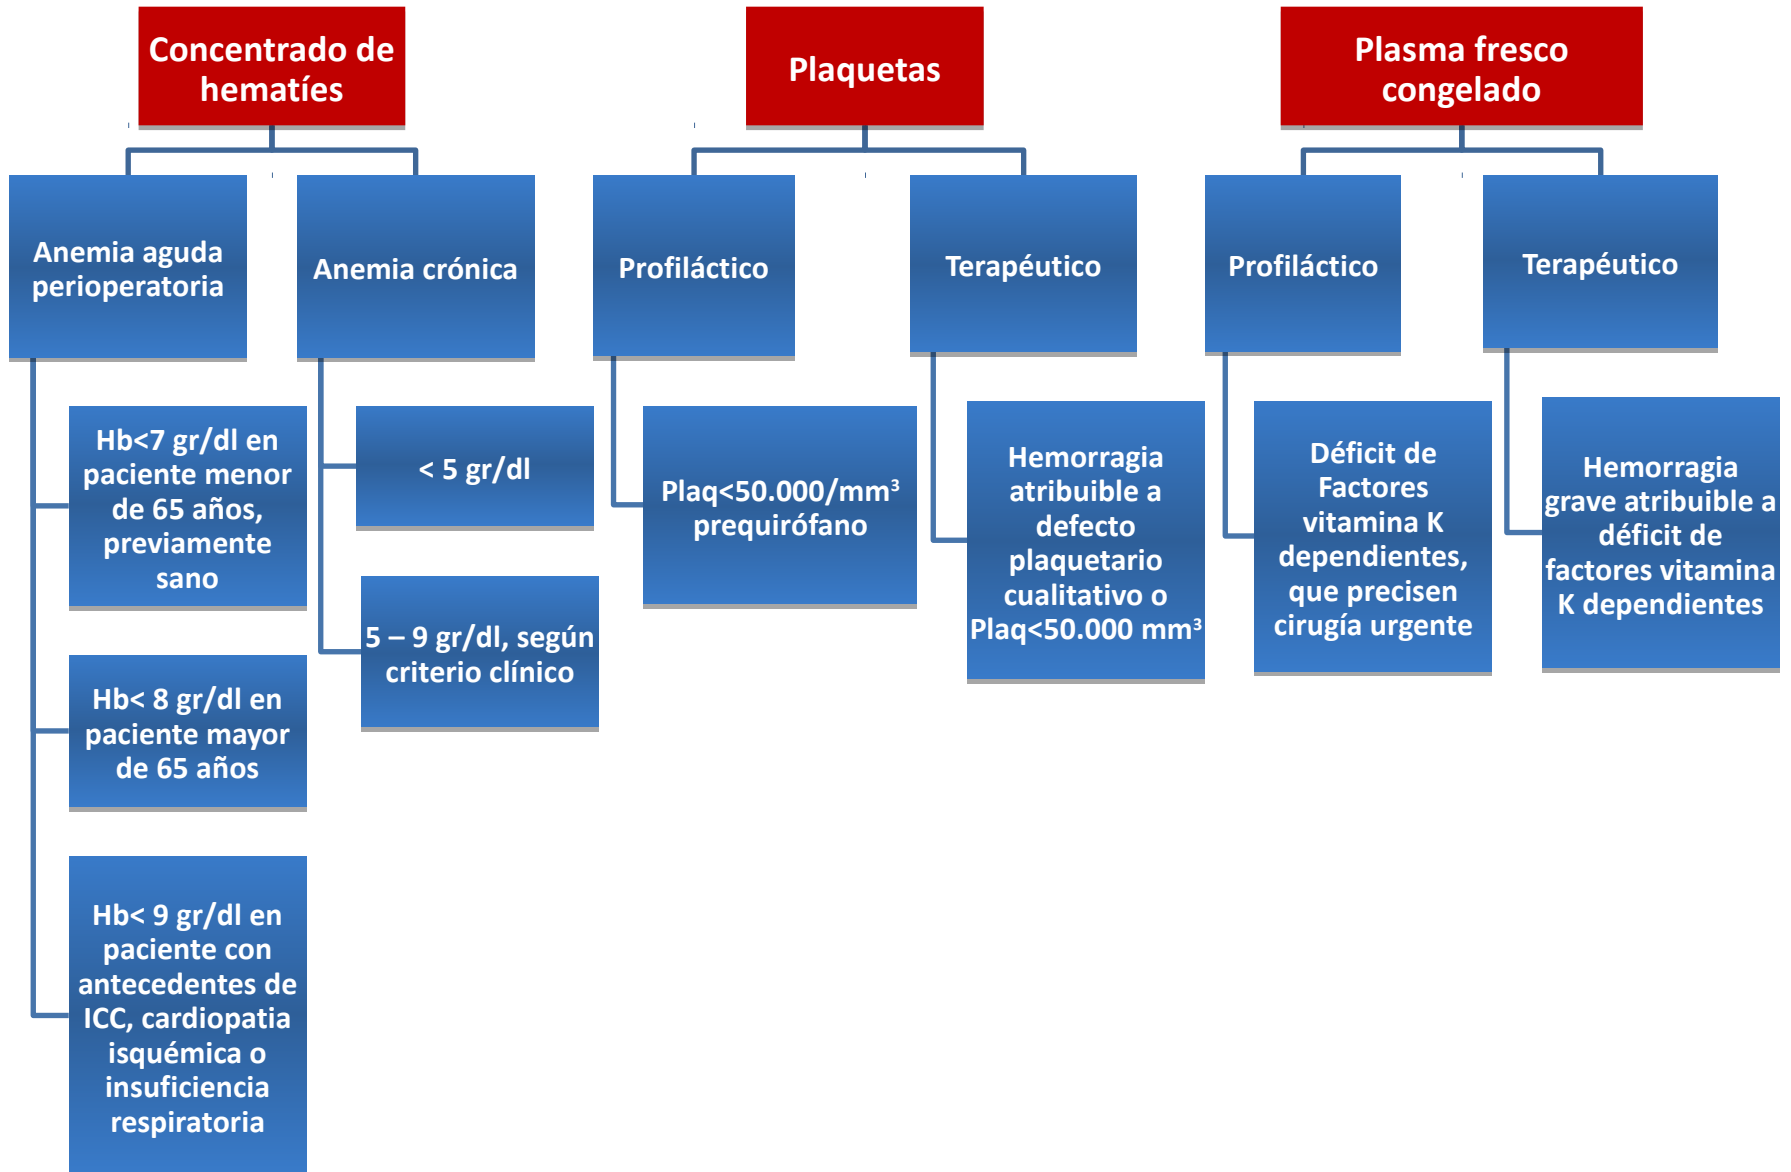 Concentrado de
hematíes
Anemia aguda
perioperatoria
Hb<7 gr/dl en
paciente menor
de 65 años,
previamente
sano
Hb< 8 gr/dl en
paciente mayor
de 65 años
Hb< 9 gr/dl en
paciente con
antecedentes de
ICC, cardiopatia
isquémica o
insuficiencia
respiratoria
Anemia crónica
< 5 gr/dl
5 – 9 gr/dl, según
criterio clínico
Plaquetas
Profiláctico
Plaq<50.000/mm³
prequirófano
Terapéutico
Hemorragia
atribuible a
defecto
plaquetario
cualitativo o
Plaq<50.000 mm³
Plasma fresco
congelado
Profiláctico
Déficit de
Factores
vitamina K
dependientes,
que precisen
cirugía urgente
Terapéutico
Hemorragia
grave atribuible a
déficit de
factores vitamina
K dependientes